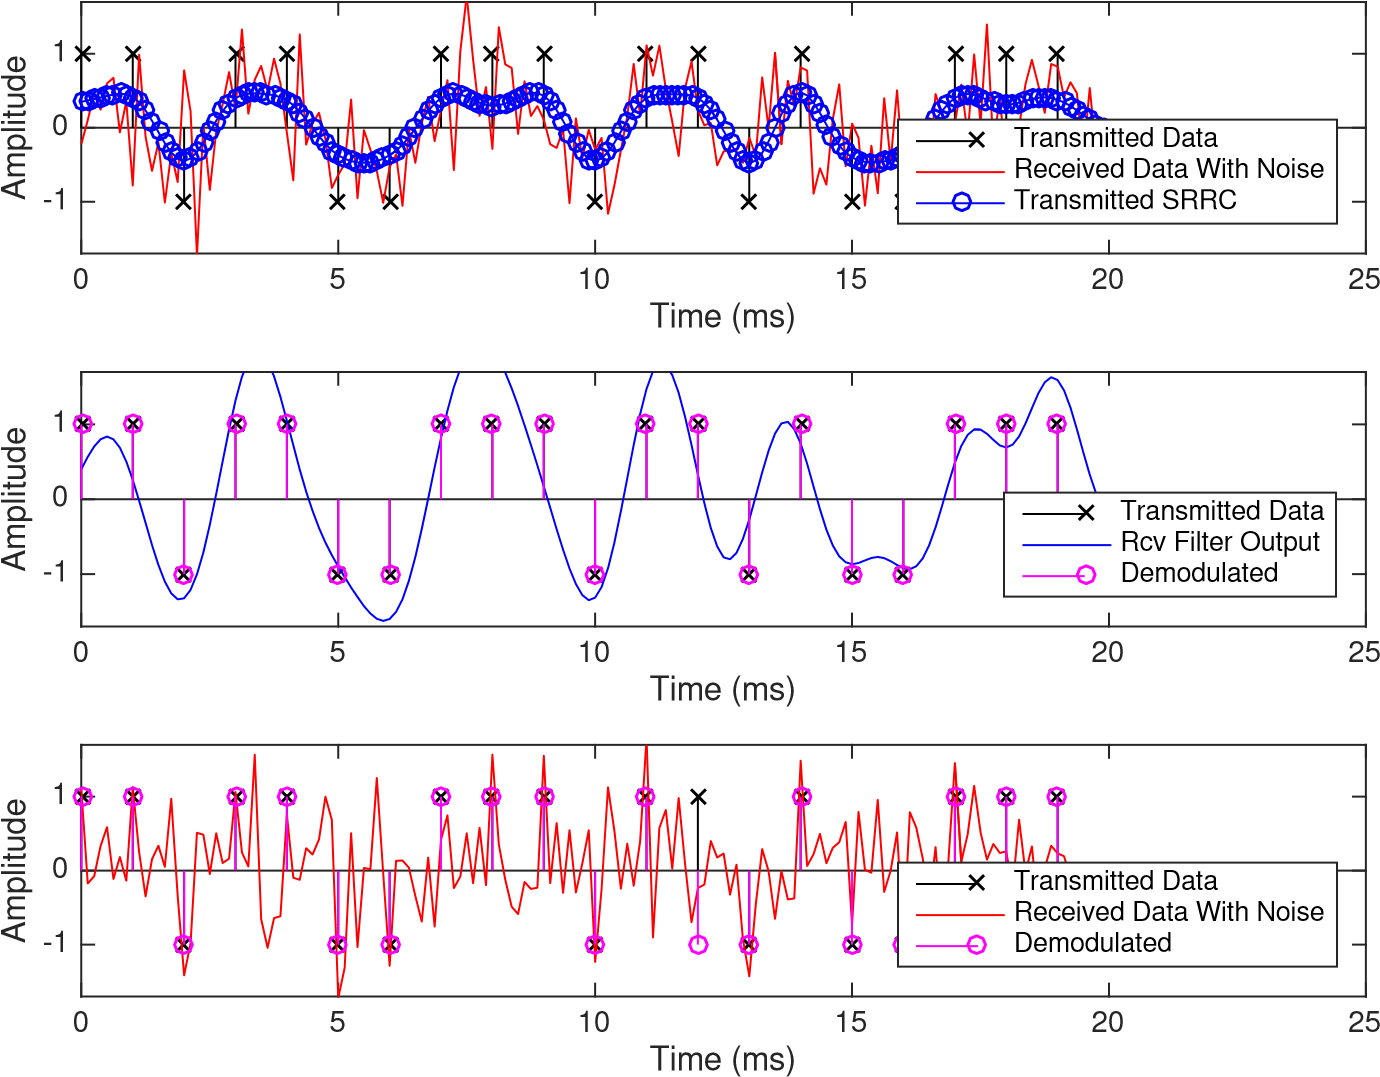 Amplitude
1
0
-1
Transmitted Data
Received Data With Noise
Transmitted SRRC
0 5 10 15 20 25
Time (ms)
Amplitude
1
0
-1
Transmitted Data
Rcv Filter Output
Demodulated
0 5 10 15 20 25
Time (ms)
Amplitude
1
0
-1
Transmitted Data
Received Data With Noise
Demodulated
0 5 10 15 20 25
Time (ms)